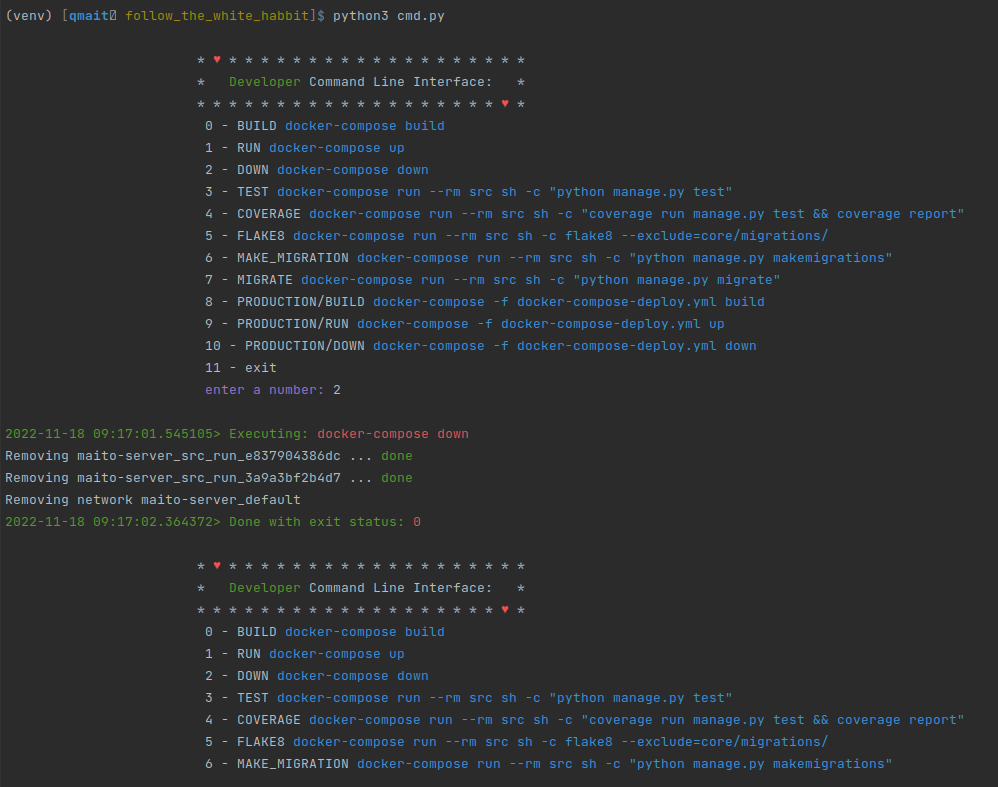 (venv) [qmait follow_the_white_habbit]$ python3 cmd.py
* ♥ * * * * * * * * * * * * * * * * * * *
* Developer Command Line Interface: *
* * * * * * * * * * * * * * * * * * * ♥ *
0 - BUILD docker-compose build
1 - RUN docker-compose up
2 - DOWN docker-compose down
3 - TEST docker-compose run --rm src sh -c "python manage.py test"
4 - COVERAGE docker-compose run --rm src sh -c "coverage run manage.py test && coverage report"
5 - FLAKE8 docker-compose run --rm src sh -c flake8 --exclude=core/migrations/
6 - MAKE_MIGRATION docker-compose run --rm src sh -c "python manage.py makemigrations"
7 - MIGRATE docker-compose run --rm src sh -c "python manage.py migrate"
8 - PRODUCTION/BUILD docker-compose -f docker-compose-deploy.yml build
9 - PRODUCTION/RUN docker-compose -f docker-compose-deploy.yml up
10 - PRODUCTION/DOWN docker-compose -f docker-compose-deploy.yml down
11 - exit
enter a number: 2
2022-11-18 09:17:01.545105> Executing: docker-compose down
Removing maito-server_src_run_e837904386dc ... done
Removing maito-server_src_run_3a9a3bf2b4d7 ... done
Removing network maito-server_default
2022-11-18 09:17:02.364372> Done with exit status: 0
* ♥ * * * * * * * * * * * * * * * * * * *
* Developer Command Line Interface: *
* * * * * * * * * * * * * * * * * * * ♥ *
0 - BUILD docker-compose build
1 - RUN docker-compose up
2 - DOWN docker-compose down
3 - TEST docker-compose run --rm src sh -c "python manage.py test"
4 - COVERAGE docker-compose run --rm src sh -c "coverage run manage.py test && coverage report"
5 - FLAKE8 docker-compose run --rm src sh -c flake8 --exclude=core/migrations/
6 - MAKE_MIGRATION docker-compose run --rm src sh -c "python manage.py makemigrations"